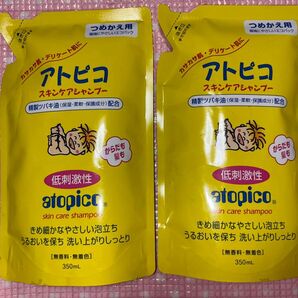 つめかえ用
カサカサ肌・デリケート肌に
アトピコ
スキンケアシャンプー
精製ツバキ油（保湿・柔軟・保護成分）配合
からだも
髪も
低刺激性
atopico®
skin care shampoo
きめ細かなやさしい泡立ち
うるおいを保ち 洗い上がりしっとり
［無香料・無着色］
350mL
つめかえ用
カサカサ肌・デリケート肌に
アトピコ
スキンケアシャンプー
精製ツバキ油（保湿・柔軟・保護成分）配合
からだも
髪も
低刺激性
atopico®
skin care shampoo
きめ細かなやさしい泡立ち
うるおいを保ち 洗い上がりしっとり
［無香料・無着色］
350mL